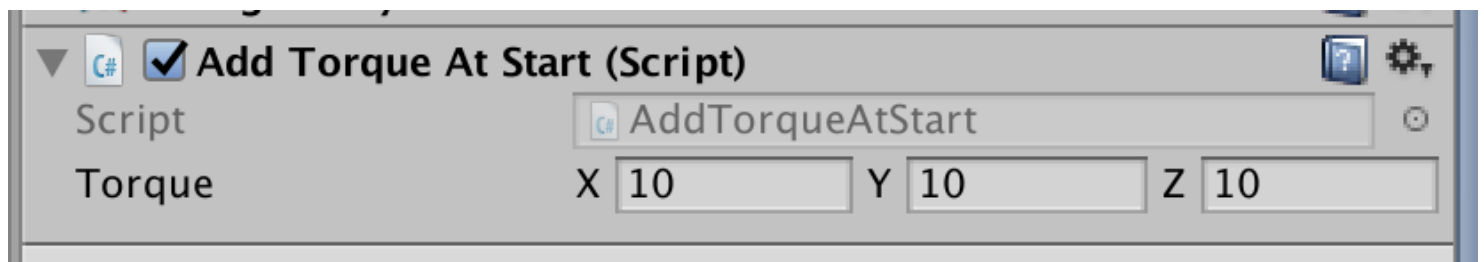 C# Add Torque At Start (Script)
Script C# AddTorqueAtStart
Torque X 10 Y 10 Z 10